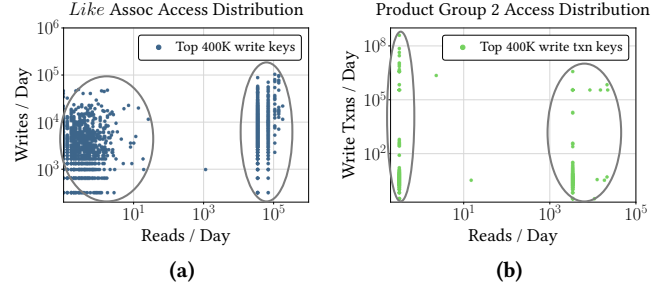 Like Assoc Access Distribution
Top 400K write keys
Writes / Day
10^6
10^5
10^4
10^3
10^1
10^3
10^5
Reads / Day
(a)
Product Group 2 Access Distribution
Top 400K write txn keys
Write Txns / Day
10^8
10^5
10^2
10^1
10^3
10^5
Reads / Day
(b)